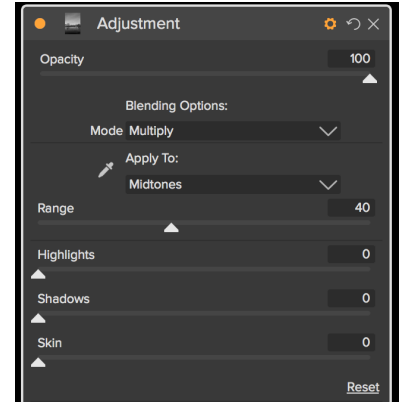 Adjustment
Opacity 100
Blending Options:
Mode Multiply
Apply To:
Midtones
Range 40
Highlights 0
Shadows 0
Skin 0
Reset